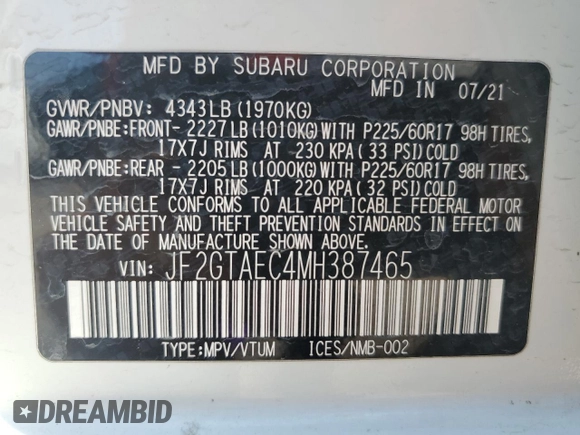 MFD BY SUBARU CORPORATION
MFD IN 07/21
GVWR/PNBV: 4343LB (1970KG)
GAWR/PNBE:FRONT- 2227LB (1010KG) WITH P225/60R17 98H TIRES,
17X7J RIMS AT 230 KPA (33 PSI) COLD
GAWR/PNBE:REAR - 2205LB (1000KG) WITH P225/60R17 98H TIRES,
17X7J RIMS AT 220 KPA (32 PSI) COLD
THIS VEHICLE CONFORMS TO ALL APPLICABLE FEDERAL MOTOR
VEHICLE SAFETY AND THEFT PREVENTION STANDARDS IN EFFECT ON
THE DATE OF MANUFACTURE SHOWN ABOVE.
VIN: JF2GTAEC4MH387465
TYPE:MPV/VTUM ICES/NMB-002
DREAMBID